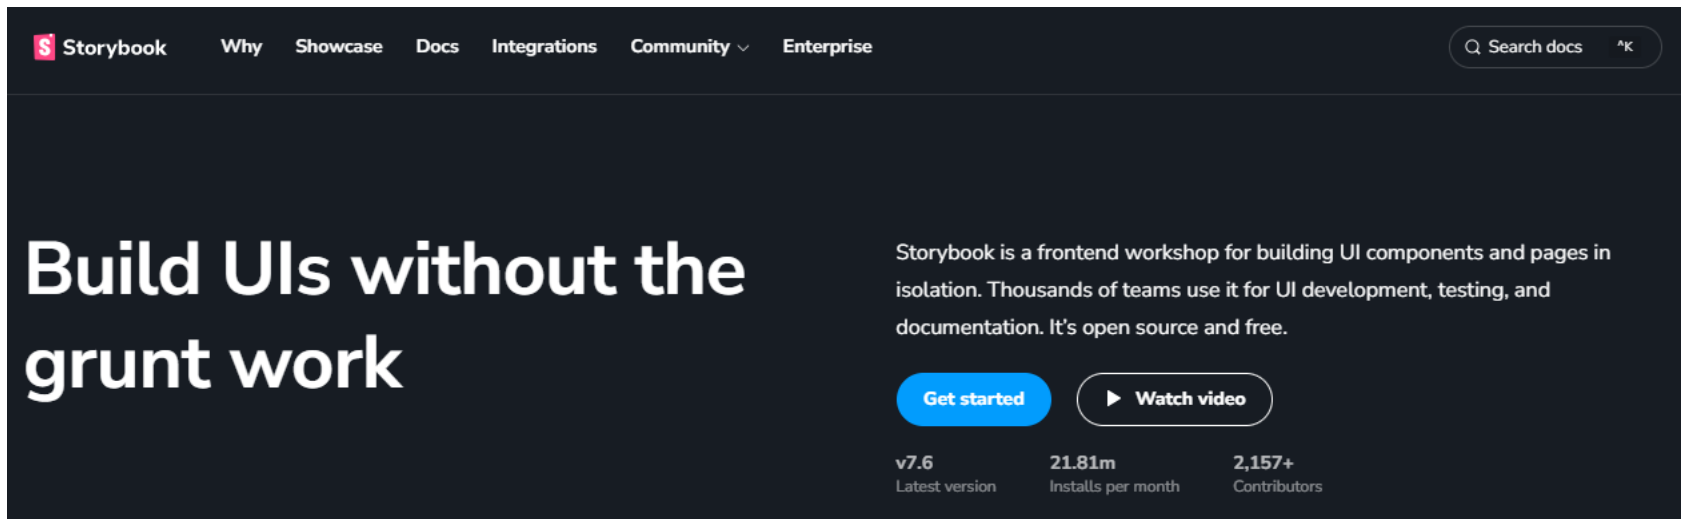 Storybook Why Showcase Docs Integrations Community Enterprise Search docs ^K
Build UIs without the
grunt work
Storybook is a frontend workshop for building UI components and pages in
isolation. Thousands of teams use it for UI development, testing, and
documentation. It’s open source and free.
Get started Watch video
v7.6 21.81m 2,157+
Latest version Installs per month Contributors